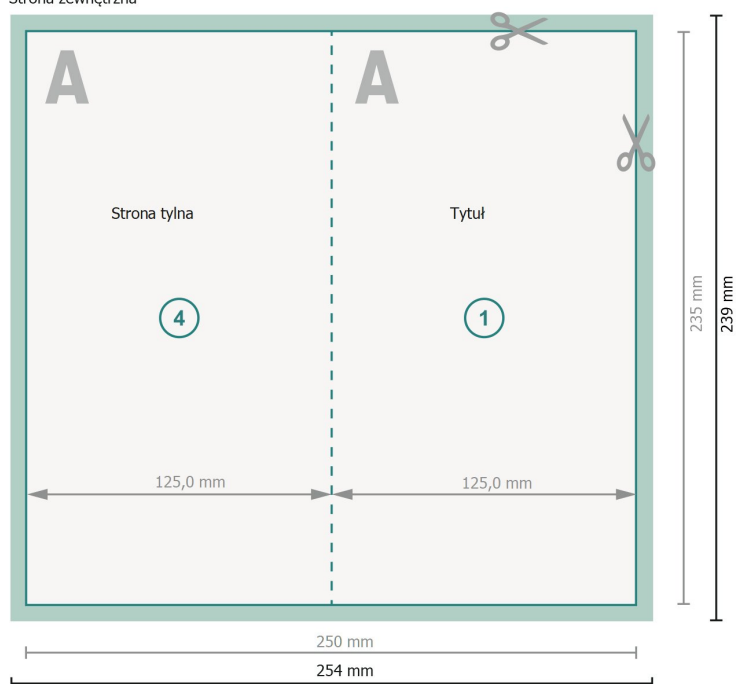 Strona zewnętrzna
A
A
Strona tylna
Tytuł
4
1
125,0 mm
125,0 mm
235 mm
239 mm
250 mm
254 mm